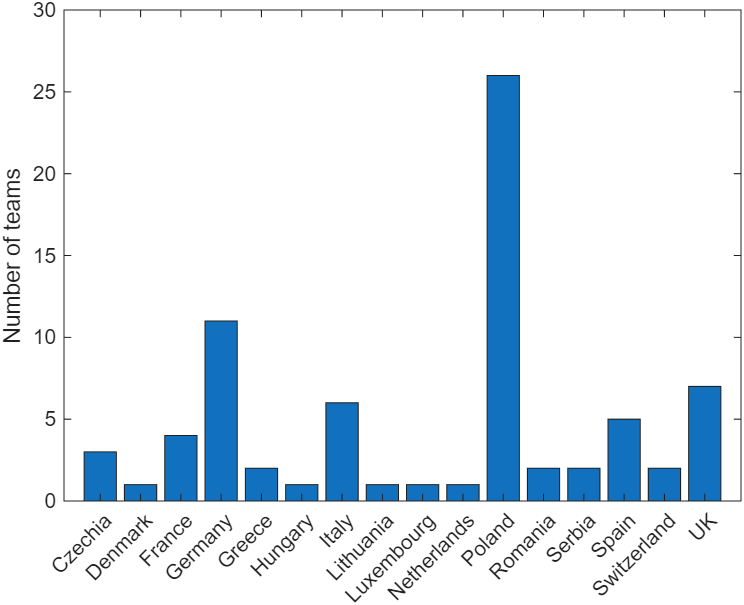 30
25
20
15
10
5
0
Number of teams
Czechia
Denmark
France
Germany
Greece
Hungary
Italy
Lithuania
Luxembourg
Netherlands
Poland
Romania
Serbia
Spain
Switzerland
UK